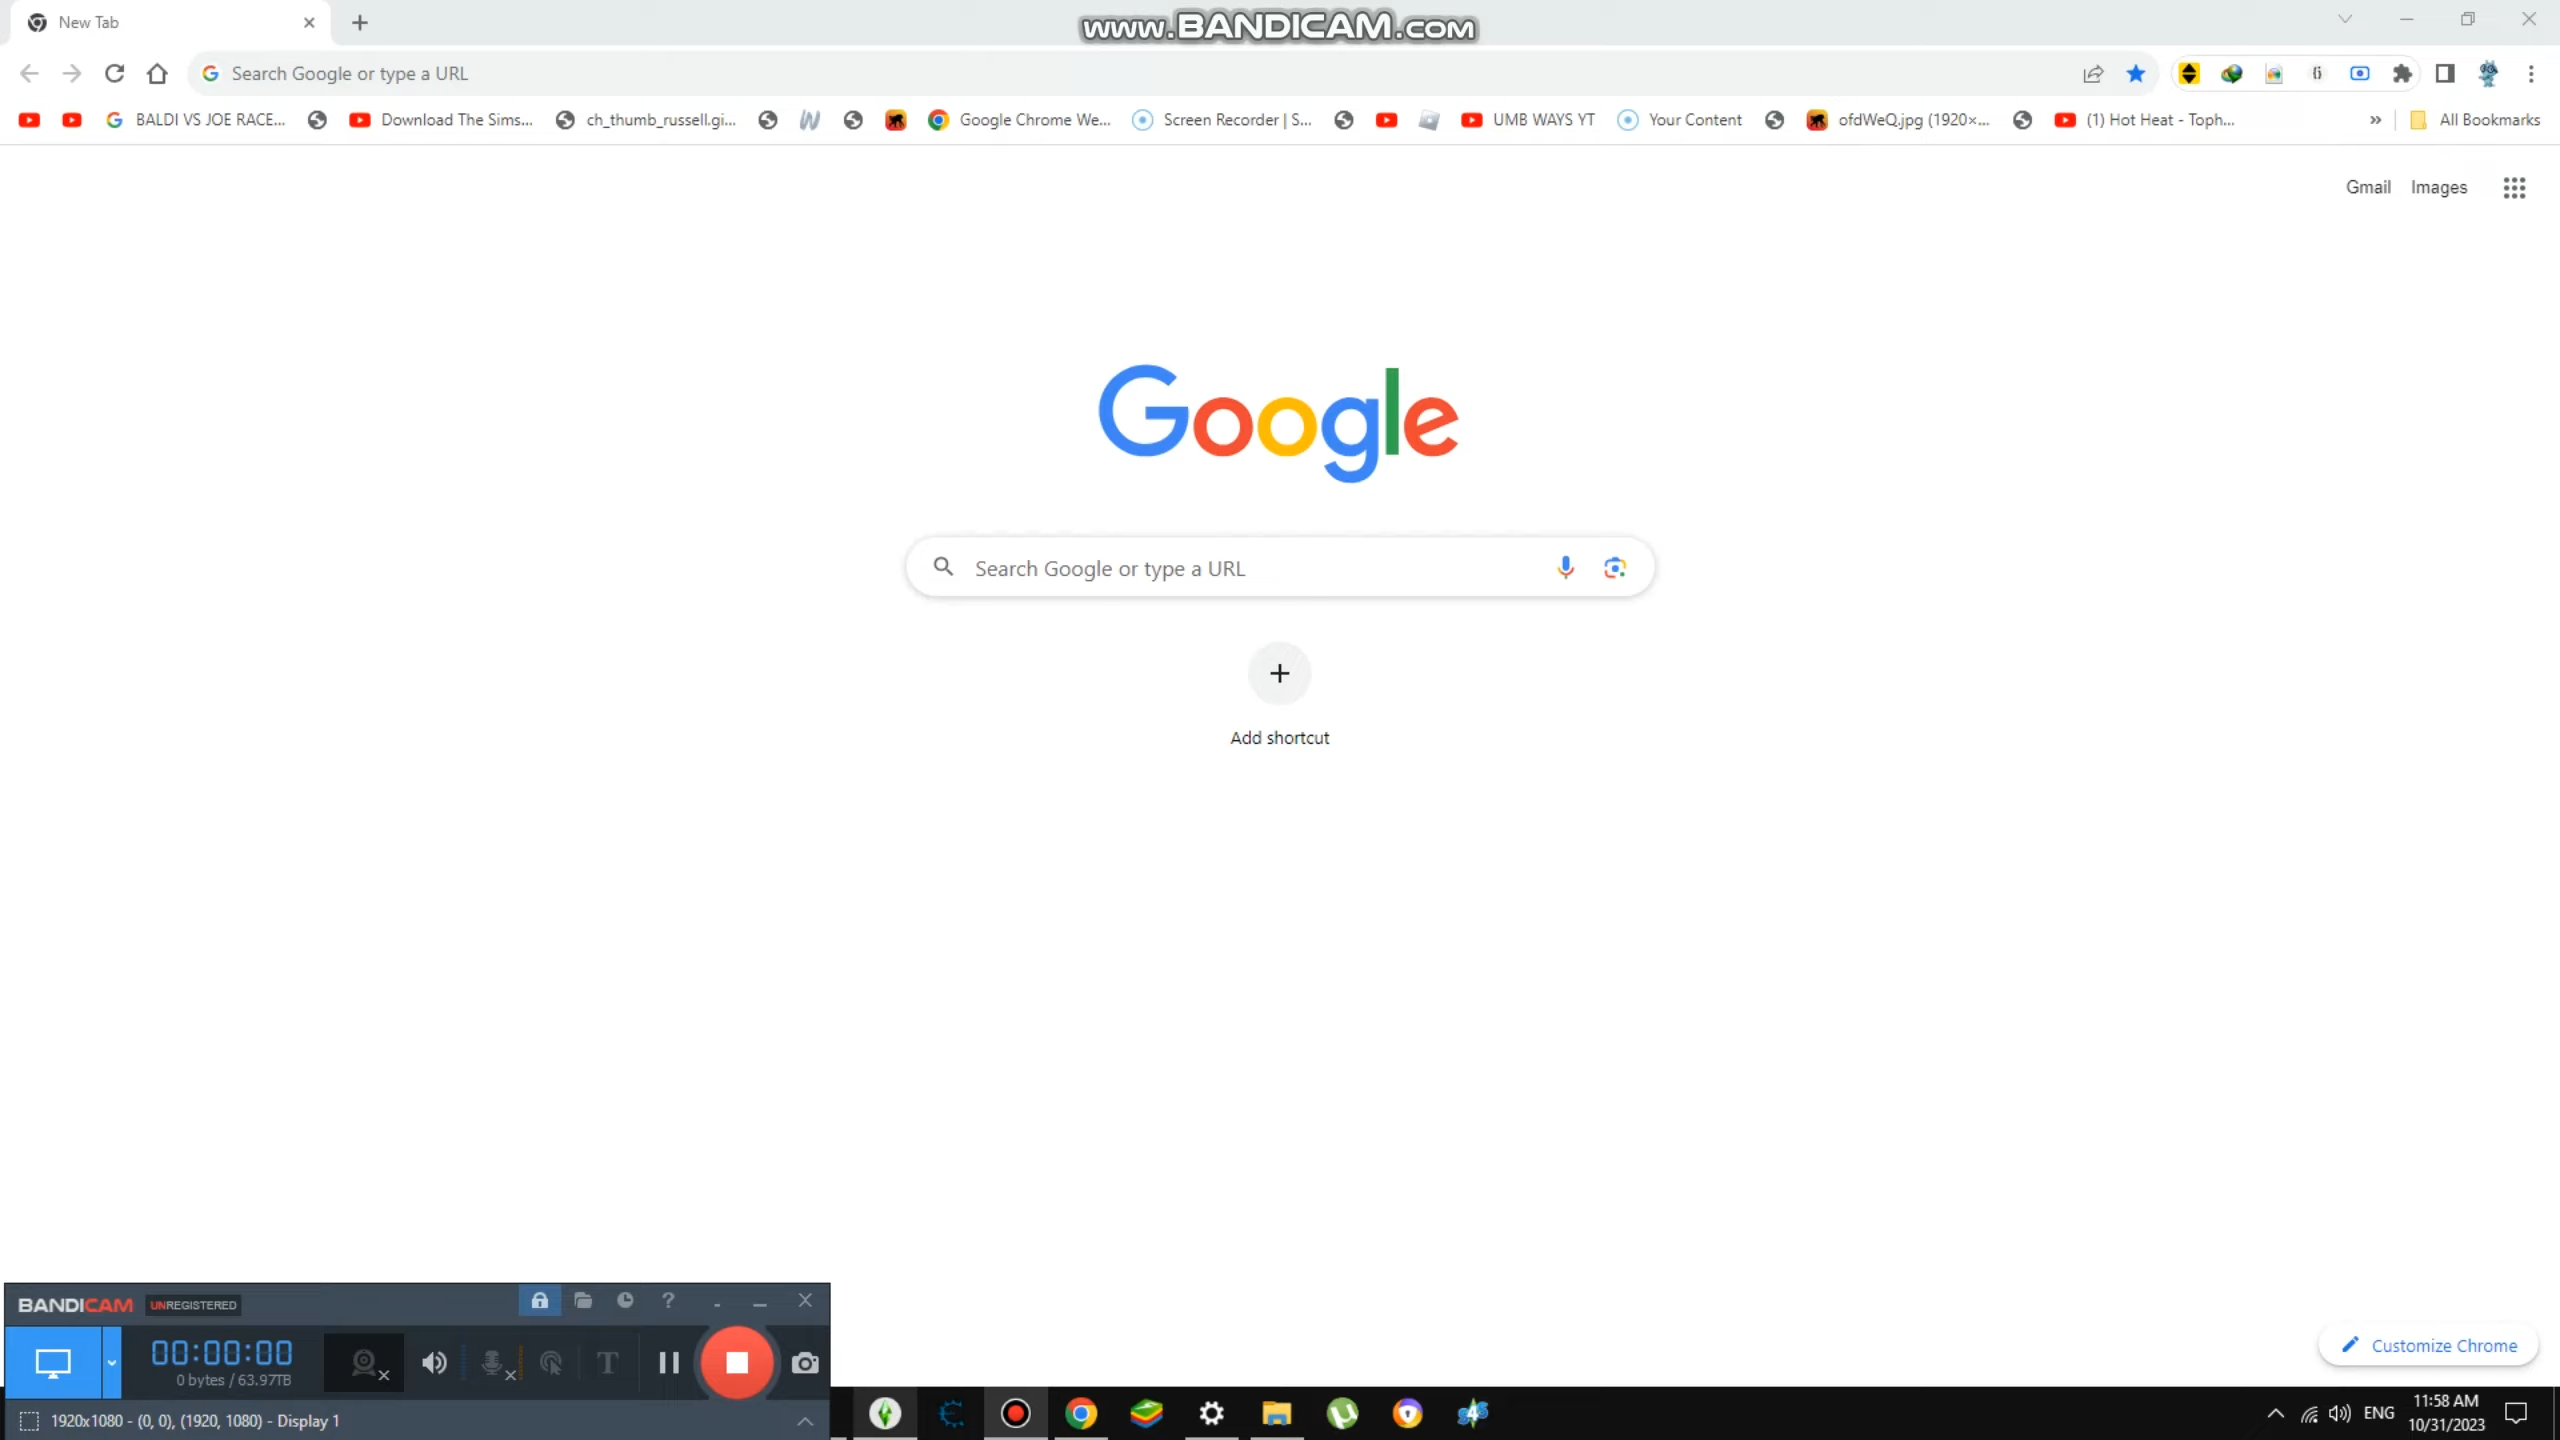 New Tab
www.BANDICAM.com
Search Google or type a URL
BALDI VS JOE RACE...
Download The Sims...
ch_thumb_russell.gi...
Google Chrome We...
Screen Recorder | S...
UMB WAYS YT
Your Content
ofdWeQ.jpg (1920×...
(1) Hot Heat - Toph...
»
All Bookmarks
Gmail
Images
Google
Search Google or type a URL
Add shortcut
Customize Chrome
BANDICAM
UNREGISTERED
00:00:00
0 bytes / 63.97TB
1920x1080 - (0, 0), (1920, 1080) - Display 1
ENG
11:58 AM
10/31/2023